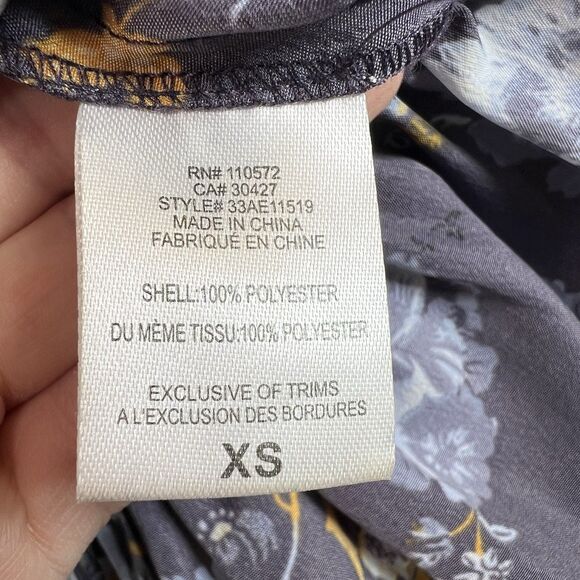 RN# 110572
CA# 30427
STYLE# 33AE11519
MADE IN CHINA
FABRIQUÉ EN CHINE
SHELL:100% POLYESTER
DU MÈME TISSU:100% POLYESTER
EXCLUSIVE OF TRIMS
A L'EXCLUSION DES BORDURES
XS